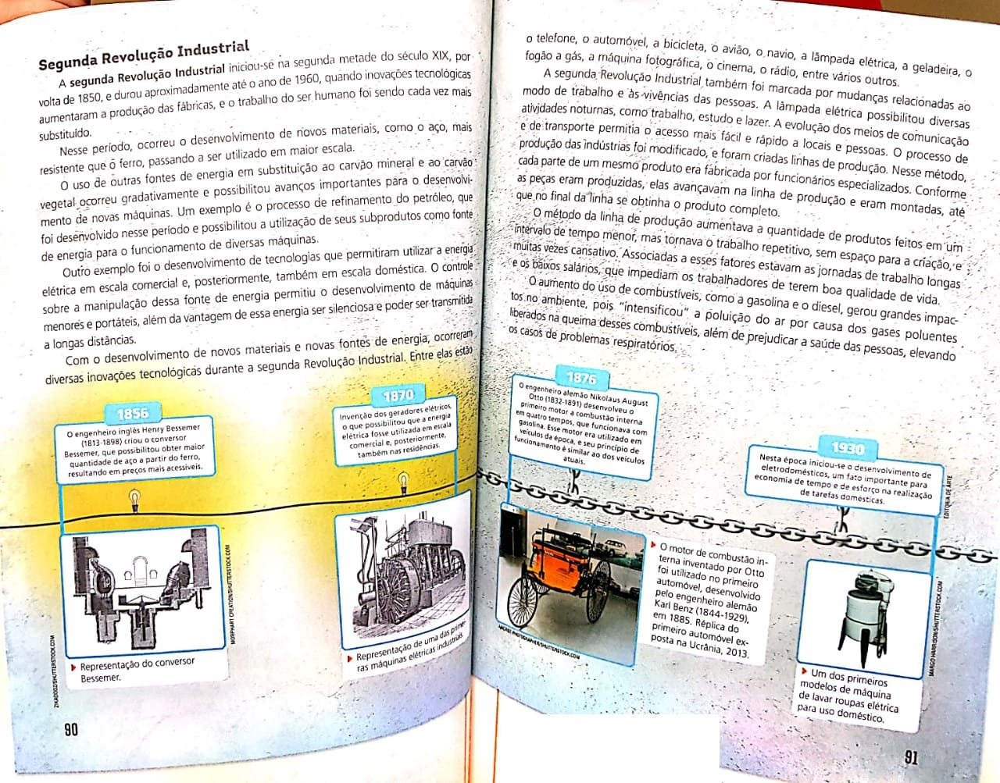 Segunda Revolução Industrial
A segunda Revolução Industrial iniciou-se na segunda metade do século XIX, por
volta de 1850, e durou aproximadamente até o ano de 1960, quando inovações tecnológicas
aumentaram a produção das fábricas, e o trabalho do ser humano foi sendo cada vez mais
substituído.
Nesse período, ocorreu o desenvolvimento de novos materiais, como o aço, mais
resistente que o ferro, passando a ser utilizado em maior escala.
O uso de outras fontes de energia em substituição ao carvão mineral e ao carvão
vegetal ocorreu gradativamente e possibilitou avanços importantes para o desenvolvi-
mento de novas máquinas. Um exemplo é o processo de refinamento do petróleo, que
foi desenvolvido nesse período e possibilitou a utilização de seus subprodutos como fonte
de energia para o funcionamento de diversas máquinas.
Outro exemplo foi o desenvolvimento de tecnologias que permitiram utilizar a energia
elétrica em escala comercial e, posteriormente, também em escala doméstica. O controle
sobre a manipulação dessa fonte de energia permitiu o desenvolvimento de máquinas
menores e portáteis, além da vantagem de essa energia ser silenciosa e poder ser transmitida
a longas distâncias.
Com o desenvolvimento de novos materiais e novas fontes de energia, ocorreram
diversas inovações tecnológicas durante a segunda Revolução Industrial. Entre elas estão
1856
O engenheiro inglês Henry Bessemer
(1813-1898) criou o conversor
Bessemer, que possibilitou obter maior
quantidade de aço a partir do ferro,
resultando em preços mais acessíveis.
1870
Invenção dos geradores elétricos,
o que possibilitou que a energia
elétrica fosse utilizada em escala
comercial e, posteriormente,
também nas residências.
ZKADOOZ/SHUTTERSTOCK.COM
MORPHART CREATION/SHUTTERSTOCK.COM
Representação do conversor
Bessemer.
Representação de uma das primei-
ras máquinas elétricas industriais.
90
o telefone, o automóvel, a bicicleta, o avião, o navio, a lâmpada elétrica, a geladeira, o
fogão a gás, a máquina fotográfica, o cinema, o rádio, entre vários outros.
A segunda Revolução Industrial também foi marcada por mudanças relacionadas ao
modo de trabalho e às vivências das pessoas. A lâmpada elétrica possibilitou diversas
atividades noturnas, como trabalho, estudo e lazer. A evolução dos meios de comunicação
e de transporte permitia o acesso mais fácil e rápido a locais e pessoas. O processo de
produção das indústrias foi modificado, e foram criadas linhas de produção. Nesse método,
cada parte de um mesmo produto era fabricada por funcionários especializados. Conforme
as peças eram produzidas, elas avançavam na linha de produção e eram montadas, até
que no final da linha se obtinha o produto completo.
O método da linha de produção aumentava a quantidade de produtos feitos em um
intervalo de tempo menor, mas tornava o trabalho repetitivo, sem espaço para a criação, e
muitas vezes cansativo. Associadas a esses fatores estavam as jornadas de trabalho longas
e os baixos salários, que impediam os trabalhadores de terem boa qualidade de vida.
O aumento do uso de combustíveis, como a gasolina e o diesel, gerou grandes impac-
tos no ambiente, pois "intensificou" a poluição do ar por causa dos gases poluentes
liberados na queima desses combustíveis, além de prejudicar a saúde das pessoas, elevando
os casos de problemas respiratórios.
1876
O engenheiro alemão Nikolaus August
Otto (1832-1891) desenvolveu o
primeiro motor a combustão interna
em quatro tempos, que funcionava com
gasolina. Esse motor era utilizado em
veículos da época, e seu princípio de
funcionamento é similar ao dos veículos
atuais.
1930
Nesta época iniciou-se o desenvolvimento de
eletrodomésticos, um fato importante para
economia de tempo e de esforço na realização
de tarefas domésticas.
EDITORIA DE ARTE
O motor de combustão in-
terna inventado por Otto
foi utilizado no primeiro
automóvel, desenvolvido
pelo engenheiro alemão
Karl Benz (1844-1929),
em 1885. Réplica do
primeiro automóvel ex-
posta na Ucrânia, 2013.
PHOTOGRAPHER/SHUTTERSTOCK.COM
MARGO HARRISON/SHUTTERSTOCK.COM
Um dos primeiros
modelos de máquina
de lavar roupas elétrica
para uso doméstico.
91